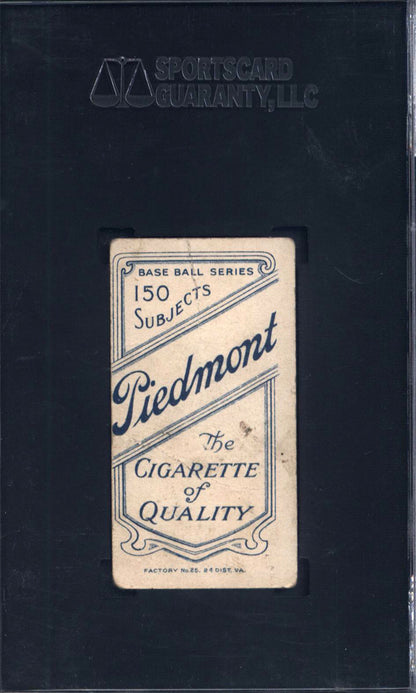 SPORTSCARD
GUARANTY, LLC
BASE BALL SERIES
150
SUBJECTS
Piedmont
The
CIGARETTE
of
QUALITY
FACTORY No. 25, 2d DIST. VA.